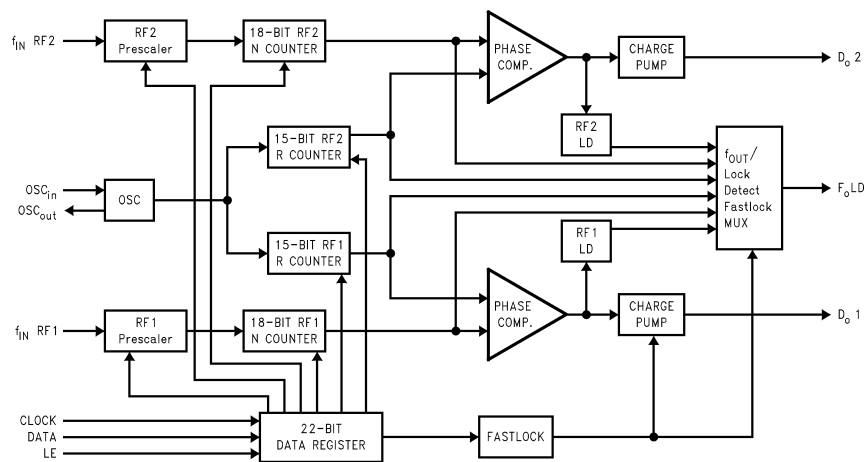 f_IN RF2
RF2
Prescaler
18-BIT RF2
N COUNTER
PHASE
COMP.
CHARGE
PUMP
D_o 2
15-BIT RF2
R COUNTER
RF2
LD
OSC_in
OSC_out
OSC
f_OUT/
Lock
Detect
Fastlock
MUX
F_oLD
15-BIT RF1
R COUNTER
RF1
LD
f_IN RF1
RF1
Prescaler
18-BIT RF1
N COUNTER
PHASE
COMP.
CHARGE
PUMP
D_o 1
CLOCK
DATA
LE
22-BIT
DATA REGISTER
FASTLOCK